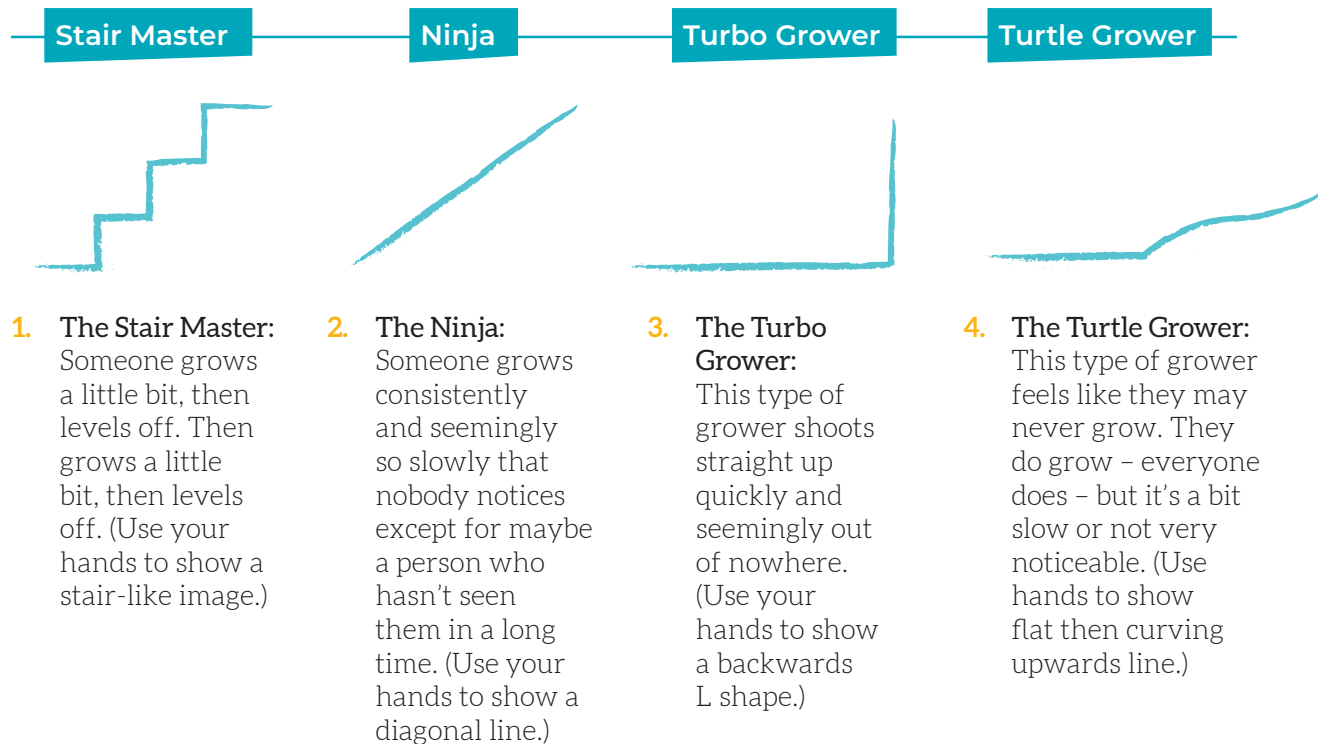 Stair Master
Ninja
Turbo Grower
Turtle Grower
1. The Stair Master:
Someone grows
a little bit, then
levels off. Then
grows a little
bit, then levels
off. (Use your
hands to show a
stair-like image.)
2. The Ninja:
Someone grows
consistently
and seemingly
so slowly that
nobody notices
except for maybe
a person who
hasn’t seen
them in a long
time. (Use your
hands to show a
diagonal line.)
3. The Turbo
Grower:
This type of
grower shoots
straight up
quickly and
seemingly out
of nowhere.
(Use your
hands to show
a backwards
L shape.)
4. The Turtle Grower:
This type of grower
feels like they may
never grow. They
do grow – everyone
does – but it’s a bit
slow or not very
noticeable. (Use
hands to show
flat then curving
upwards line.)